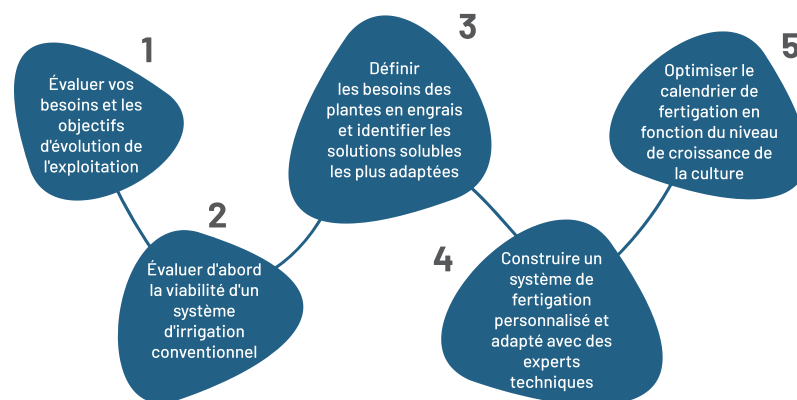 1
Évaluer vos
besoins et les
objectifs
d'évolution de
l'exploitation
2
Évaluer d'abord
la viabilité d'un
système
d'irrigation
conventionnel
3
Définir
les besoins des
plantes en engrais
et identifier les
solutions solubles
les plus adaptées
4
Construire un
système de
fertigation
personnalisé et
adapté avec des
experts
techniques
5
Optimiser le
calendrier de
fertigation en
fonction du niveau
de croissance de
la culture